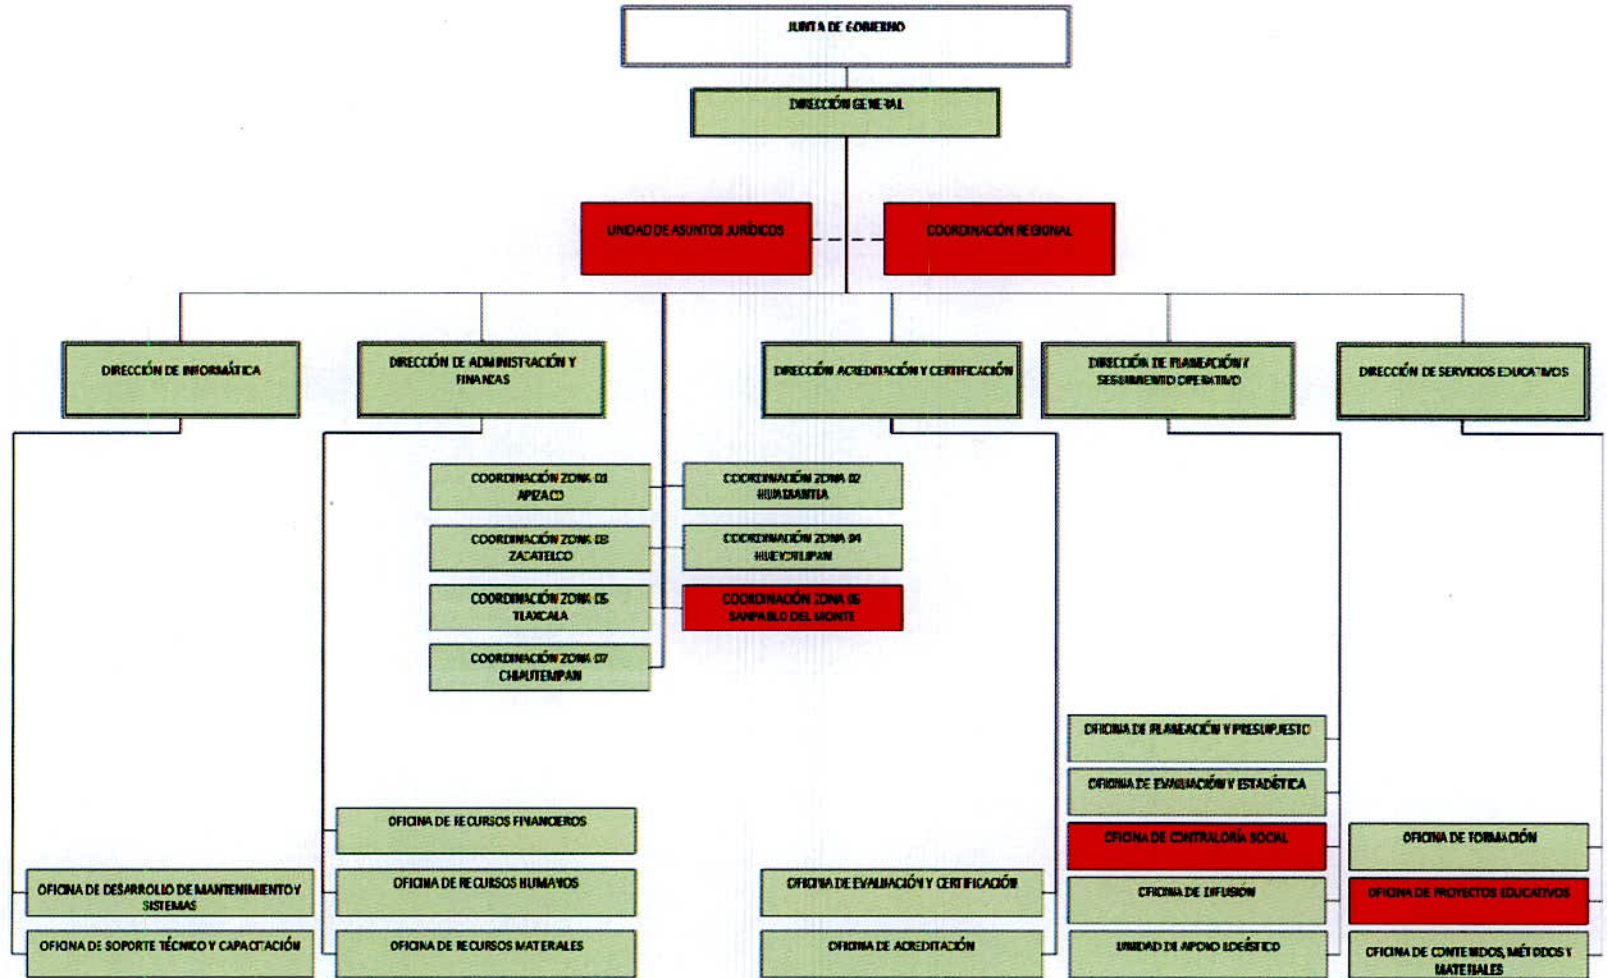 JUNTA DE GOBIERNO
DIRECCIÓN GENERAL
UNIDAD DE ASUNTOS JURÍDICOS
COORDINACIÓN REGIONAL
DIRECCIÓN DE INFORMÁTICA
DIRECCIÓN DE ADMINISTRACIÓN Y
FINANZAS
DIRECCIÓN ACREDITACIÓN Y CERTIFICACIÓN
DIRECCIÓN DE PLANEACIÓN Y
SEGUIMIENTO OPERATIVO
DIRECCIÓN DE SERVICIOS EDUCATIVOS
COORDINACIÓN ZONA 01
APIZACO
COORDINACIÓN ZONA 02
HUAMANTLA
COORDINACIÓN ZONA 03
ZACATELCO
COORDINACIÓN ZONA 04
HUEYOTLIPAN
COORDINACIÓN ZONA 05
TLAXCALA
COORDINACIÓN ZONA 06
SAN PABLO DEL MONTE
COORDINACIÓN ZONA 07
CHIAUTEMPAN
OFICINA DE PLANEACIÓN Y PRESUPUESTO
OFICINA DE EVALUACIÓN Y ESTADÍSTICA
OFICINA DE RECURSOS FINANCIEROS
OFICINA DE CONTRALORÍA SOCIAL
OFICINA DE FORMACIÓN
OFICINA DE DESARROLLO DE MANTENIMIENTO Y
SISTEMAS
OFICINA DE RECURSOS HUMANOS
OFICINA DE EVALUACIÓN Y CERTIFICACIÓN
OFICINA DE DIFUSIÓN
OFICINA DE PROYECTOS EDUCATIVOS
OFICINA DE SOPORTE TÉCNICO Y CAPACITACIÓN
OFICINA DE RECURSOS MATERIALES
OFICINA DE ACREDITACIÓN
UNIDAD DE APOYO LOGÍSTICO
OFICINA DE CONTENIDOS, MÉTODOS Y
MATERIALES